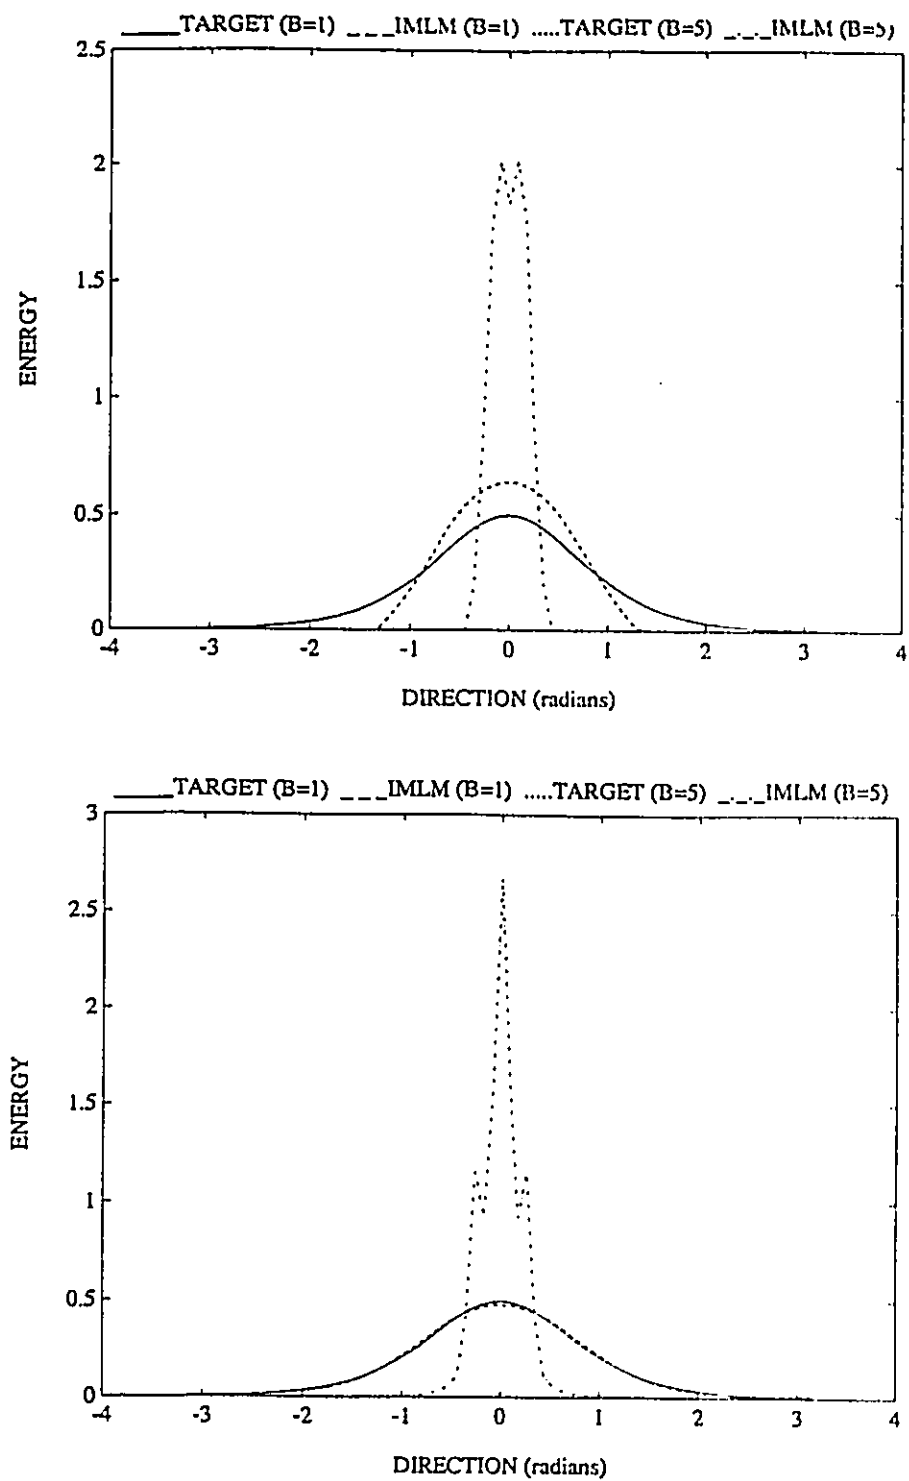 _____TARGET (B=1) _ _ _IMLM (B=1) .....TARGET (B=5) _._._IMLM (B=5)
2.5
2
1.5
1
0.5
0
ENERGY
-4 -3 -2 -1 0 1 2 3 4
DIRECTION (radians)
_____TARGET (B=1) _ _ _IMLM (B=1) .....TARGET (B=5) _._._IMLM (B=5)
3
2.5
2
1.5
1
0.5
0
ENERGY
-4 -3 -2 -1 0 1 2 3 4
DIRECTION (radians)